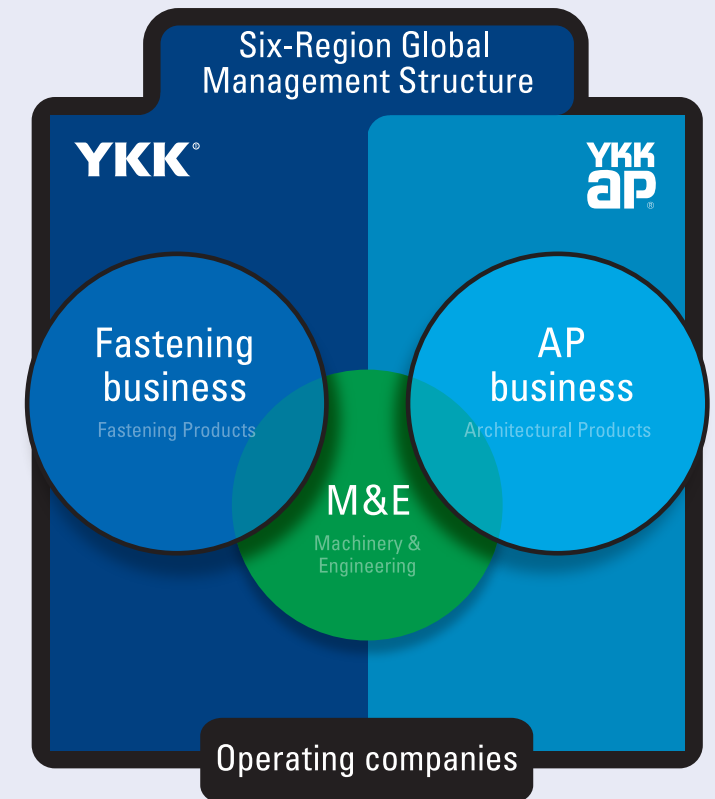 Six-Region Global
Management Structure
YKK®
YKK
ap®
Fastening
business
Fastening Products
AP
business
Architectural Products
M&E
Machinery &
Engineering
Operating companies